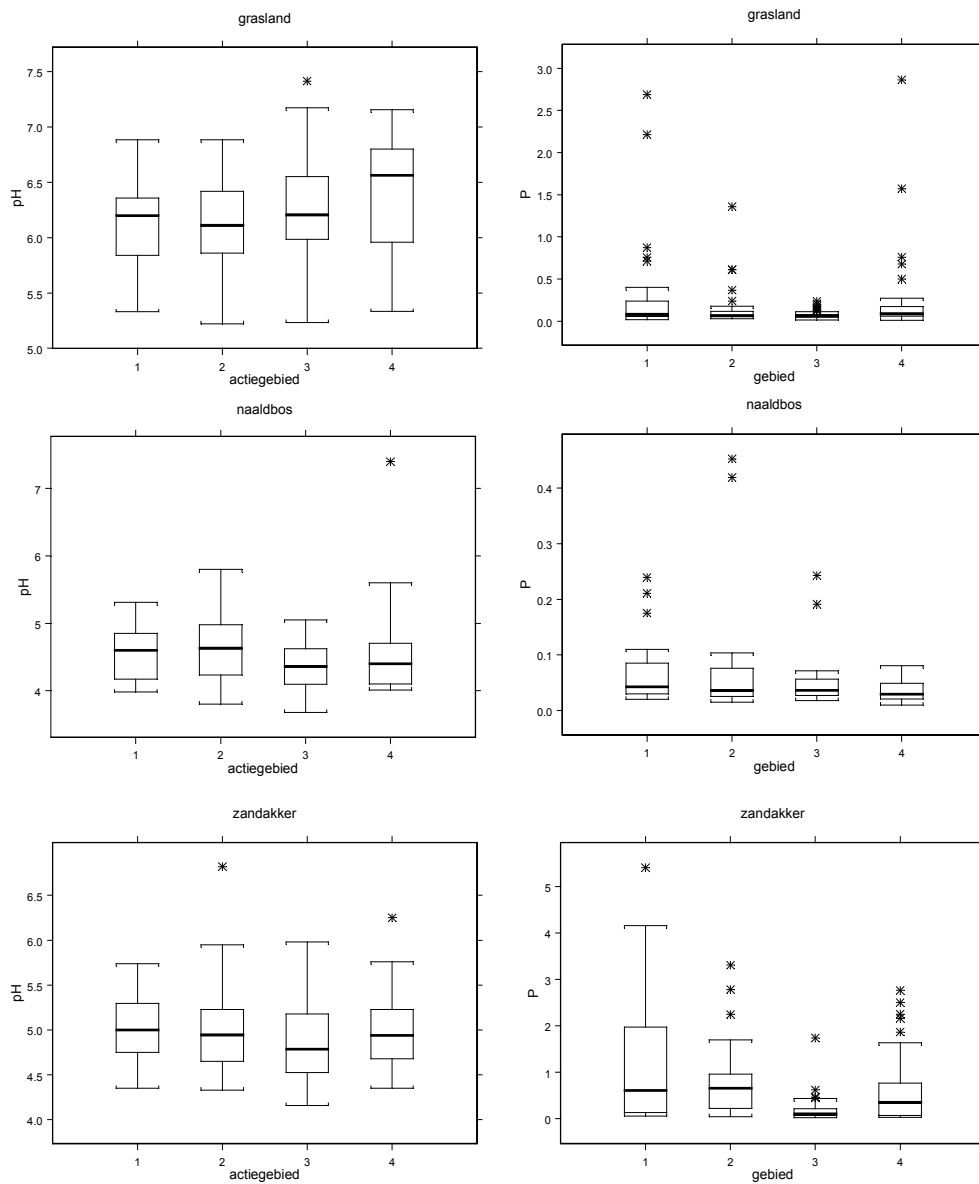 grasland
7.5
7.0
6.5
6.0
5.5
5.0
pH
1 2 3 4
actiegebied
grasland
3.0
2.5
2.0
1.5
1.0
0.5
0.0
P
1 2 3 4
gebied
naaldbos
7
6
5
4
pH
1 2 3 4
actiegebied
naaldbos
0.4
0.3
0.2
0.1
0.0
P
1 2 3 4
gebied
zandakker
6.5
6.0
5.5
5.0
4.5
4.0
pH
1 2 3 4
actiegebied
zandakker
5
4
3
2
1
0
P
1 2 3 4
gebied